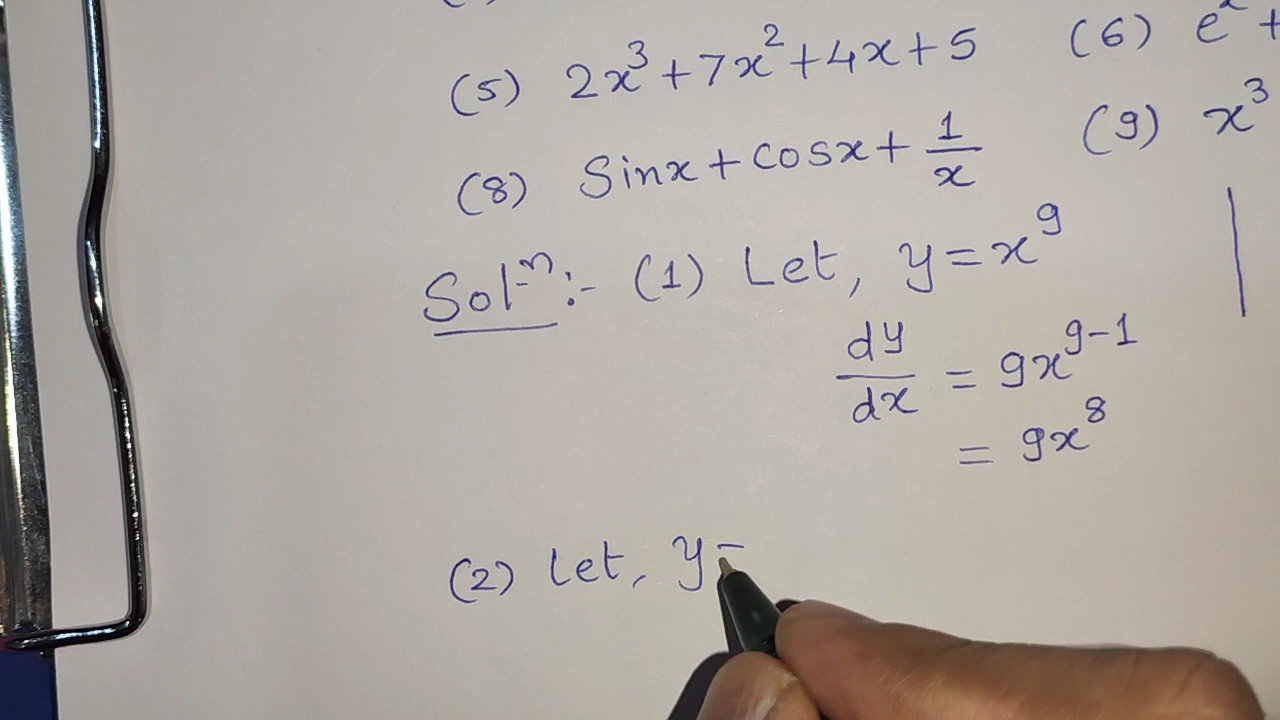 (5) 2x³+7x²+4x+5 (6) eˣ+
(8) Sinx+cosx+1/x (9) x³
Solⁿ:- (1) Let, y=x⁹
dy/dx = 9x⁹⁻¹
= 9x⁸
(2) Let, y=